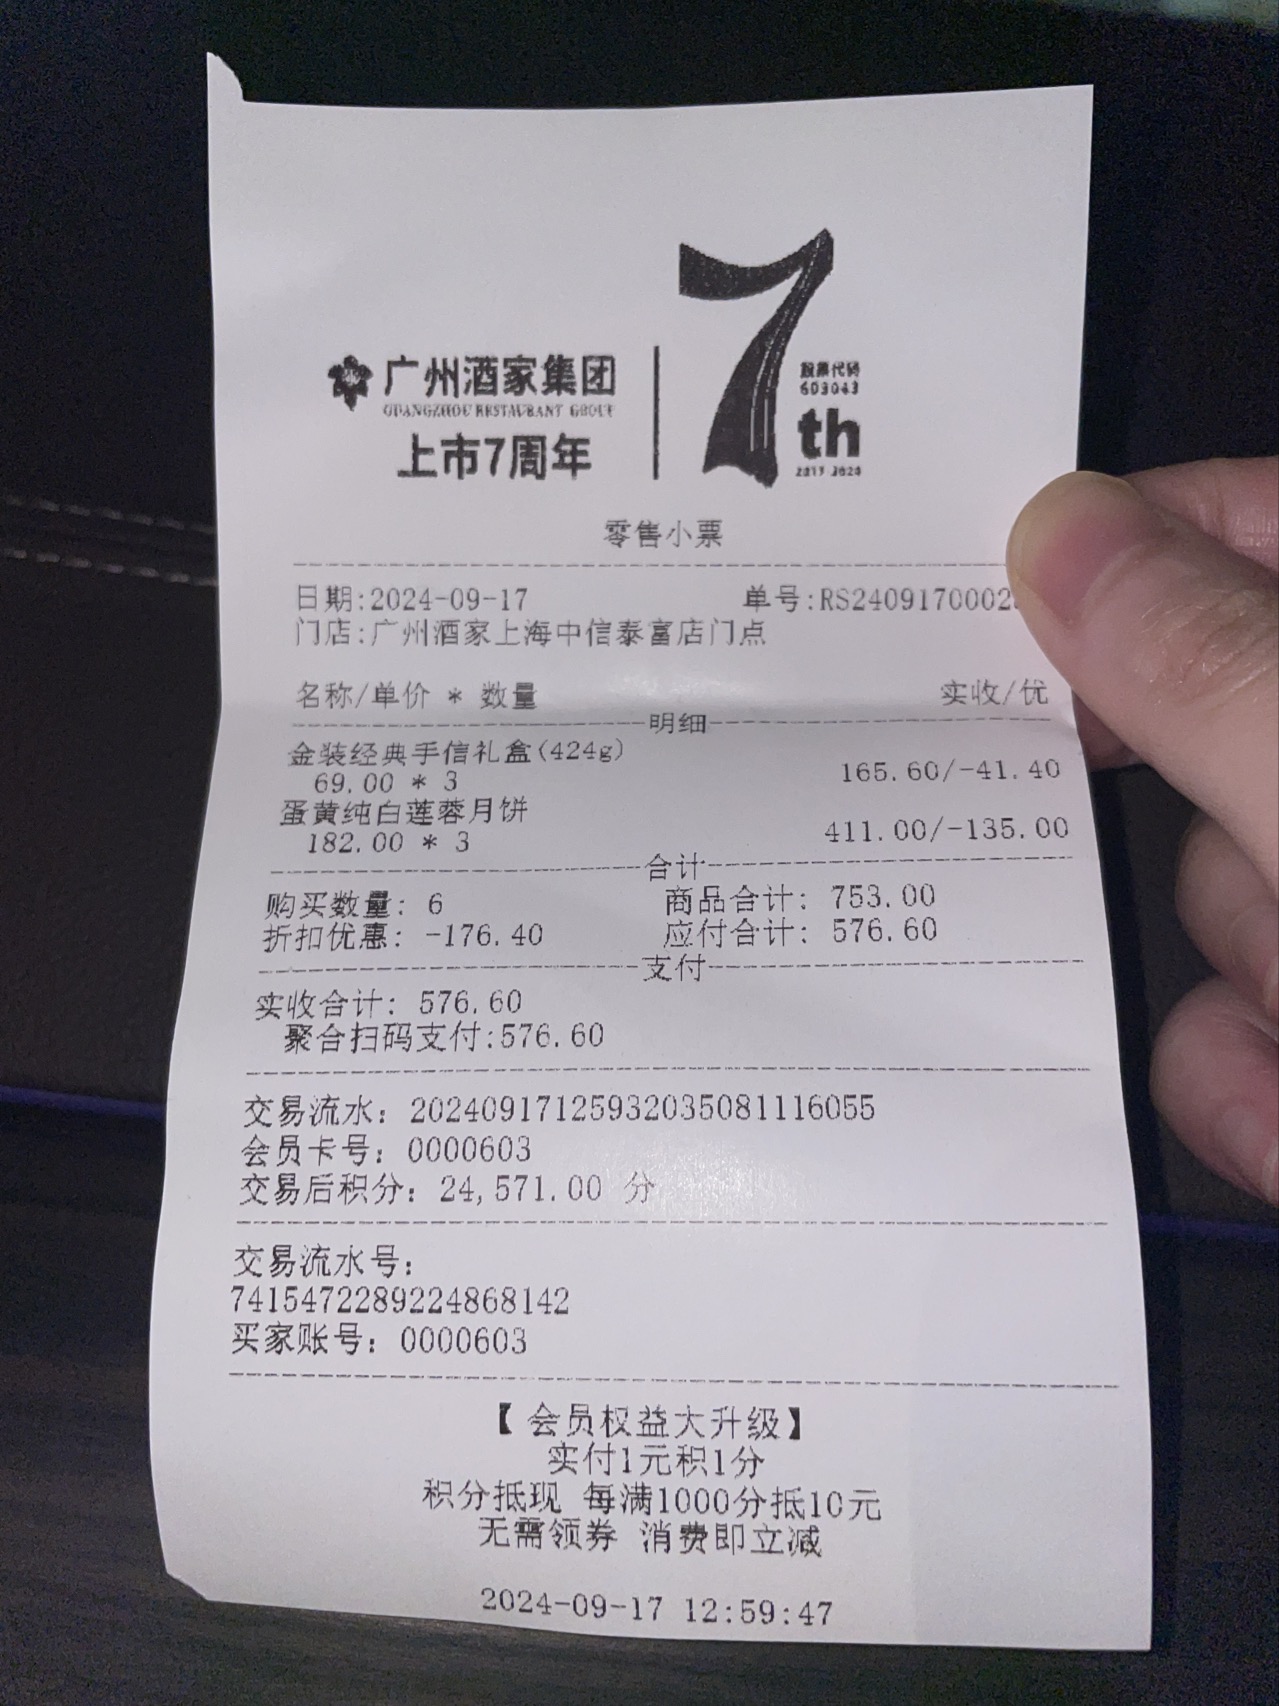 广州酒家集团
GUANGZHOU RESTAURANT GROUP
上市7周年
7th
股票代码
603043
零售小票
日期:2024-09-17 单号:RS2409170002
门店:广州酒家上海中信泰富店门点
名称/单价 * 数量 实收/优
明细
金装经典手信礼盒(424g)
69.00 * 3 165.60/-41.40
蛋黄纯白莲蓉月饼
182.00 * 3 411.00/-135.00
合计
购买数量: 6 商品合计: 753.00
折扣优惠: -176.40 应付合计: 576.60
支付
实收合计: 576.60
聚合扫码支付:576.60
交易流水: 2024091712593203508111​6055
会员卡号: 0000603
交易后积分: 24,571.00 分
交易流水号:
7415472289224868142
买家账号: 0000603
【会员权益大升级】
实付1元积1分
积分抵现 每满1000分抵10元
无需领券 消费即立减
2024-09-17 12:59:47